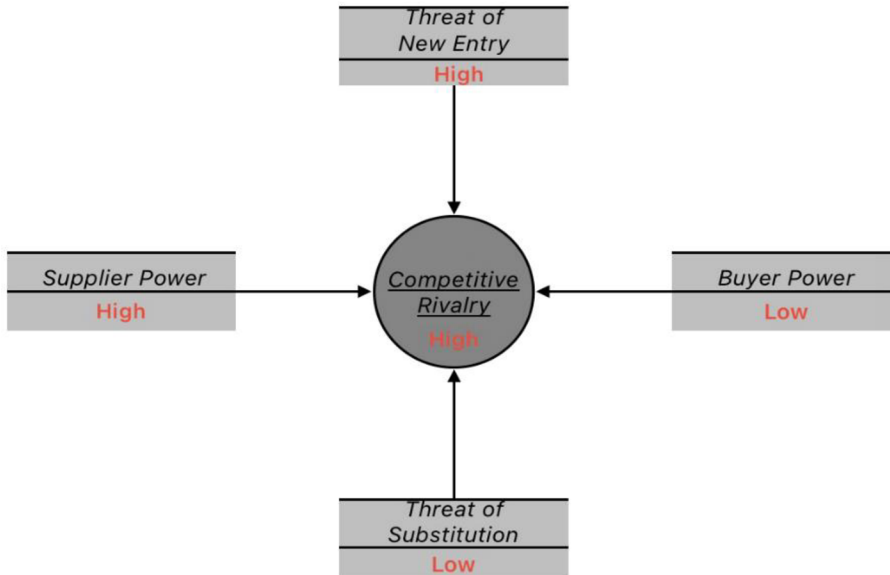 Threat of
New Entry
High
Supplier Power
High
Competitive
Rivalry
High
Buyer Power
Low
Threat of
Substitution
Low